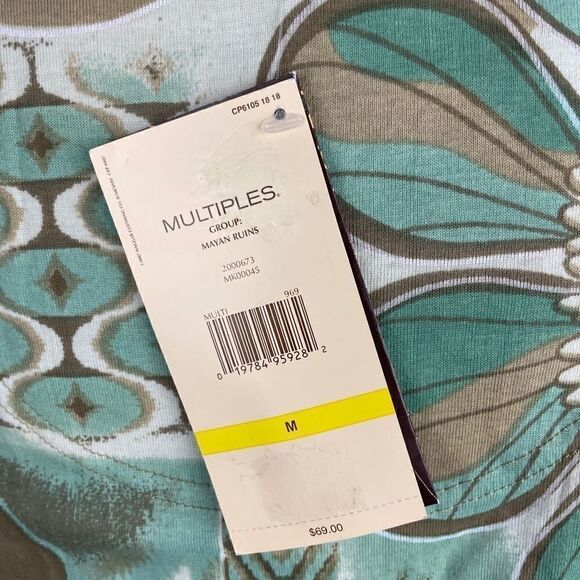 CP6105 18 18
MULTIPLES®
GROUP:
MAYAN RUINS
2000673
MK00045
MULTI 969
0 19784 95928 2
M
$69.00